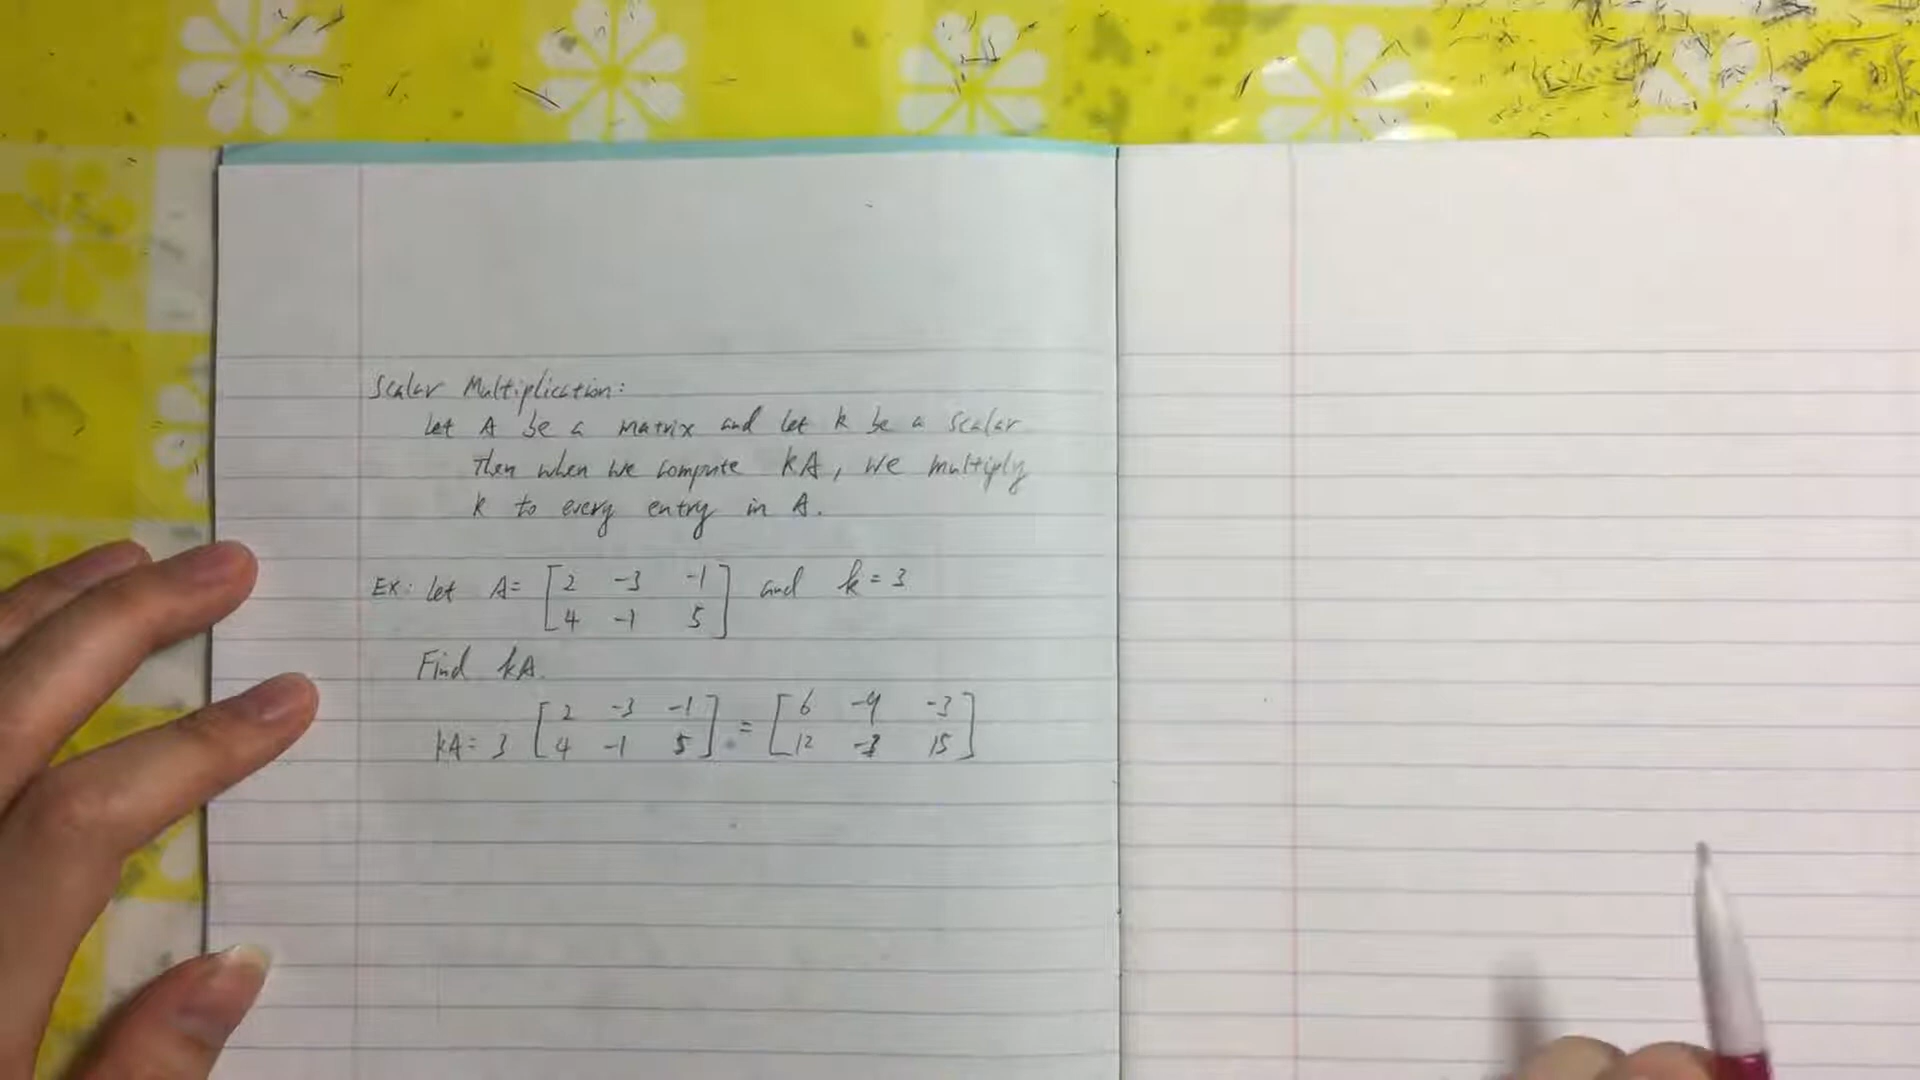 Scalar Multiplication:
Let A be a matrix and let k be a scalar
Then when we compute kA, we multiply
k to every entry in A.
Ex: Let A = [2 -3 -1
4 -1 5] and k = 3
Find kA.
kA = 3 [2 -3 -1
4 -1 5] = [6 -9 -3
12 -3 15]